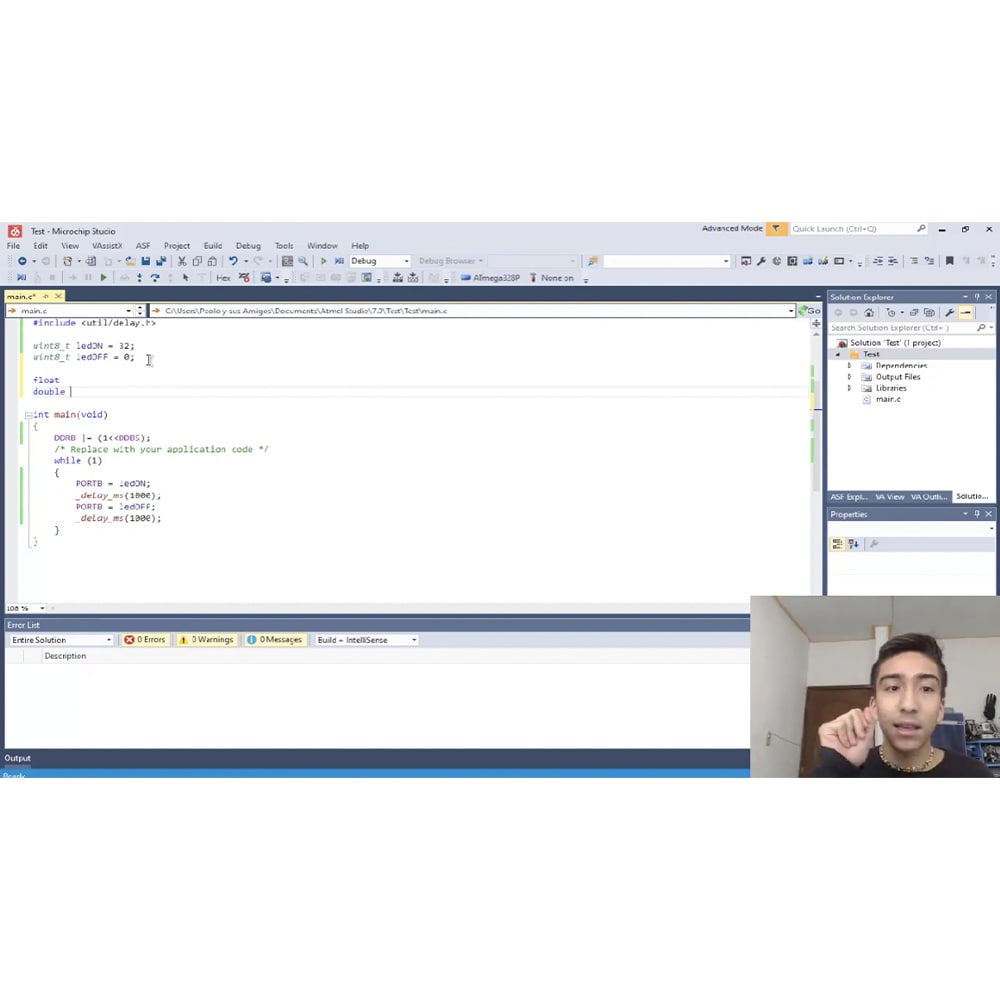 Test - Microchip Studio
Advanced Mode
Quick Launch (Ctrl+Q)
File Edit View VAssistX ASF Project Build Debug Tools Window Help
Debug
Debug Browser
Hex
ATmega328P
None on
main.c*
main.c
C:\Users\Poolo y sus Amigos\Documents\Atmel Studio\7.0\Test\Test\main.c
Go
#include <util/delay.h>
uint8_t ledON = 32;
uint8_t ledOFF = 0;
float
double
int main(void)
{
DDRB |= (1<<DDB5);
/* Replace with your application code */
while (1)
{
PORTB = ledON;
_delay_ms(1000);
PORTB = ledOFF;
_delay_ms(1000);
}
}
108 %
Solution Explorer
Search Solution Explorer (Ctrl+ )
Solution 'Test' (1 project)
Test
Dependencies
Output Files
Libraries
main.c
ASF Expl... VA View VA Outli... Solutio...
Properties
Error List
Entire Solution
0 Errors
0 Warnings
0 Messages
Build + IntelliSense
Description
Output
Ready